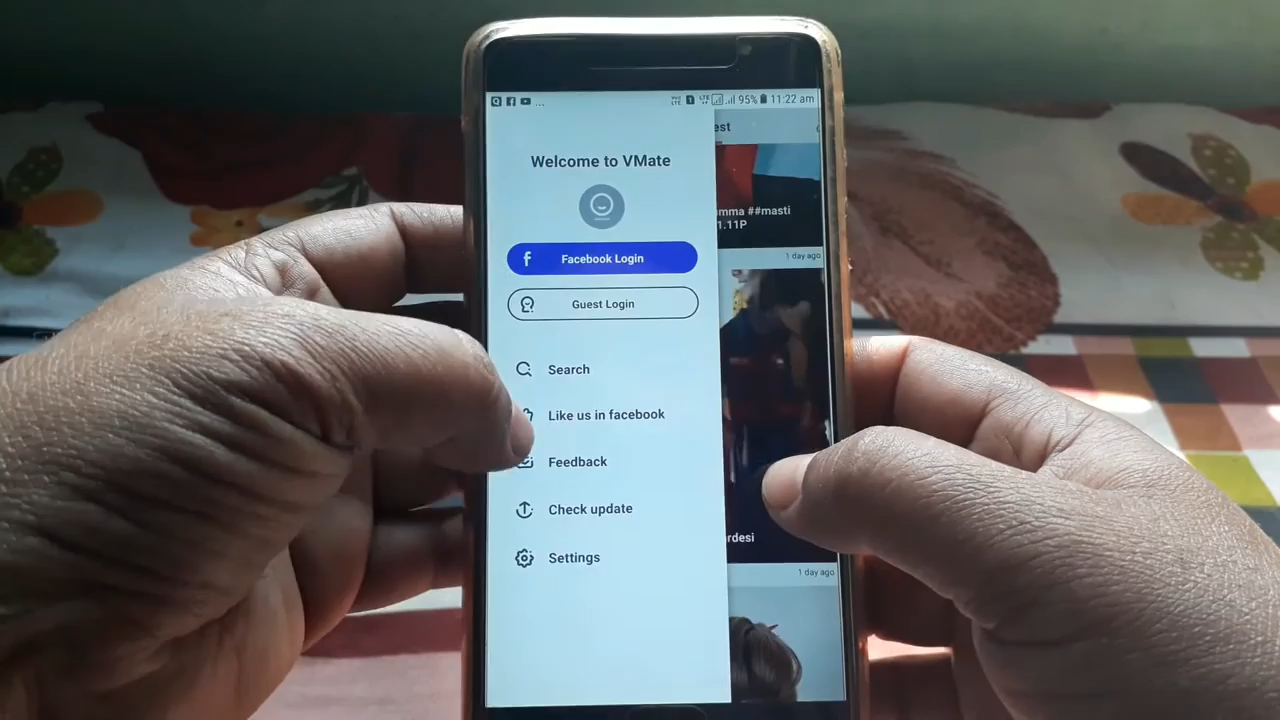 95% 11:22 am
est
Welcome to VMate
Facebook Login
Guest Login
Search
Like us in facebook
Feedback
Check update
Settings
mma ##masti
1.11P
1 day ago
rdesi
1 day ago